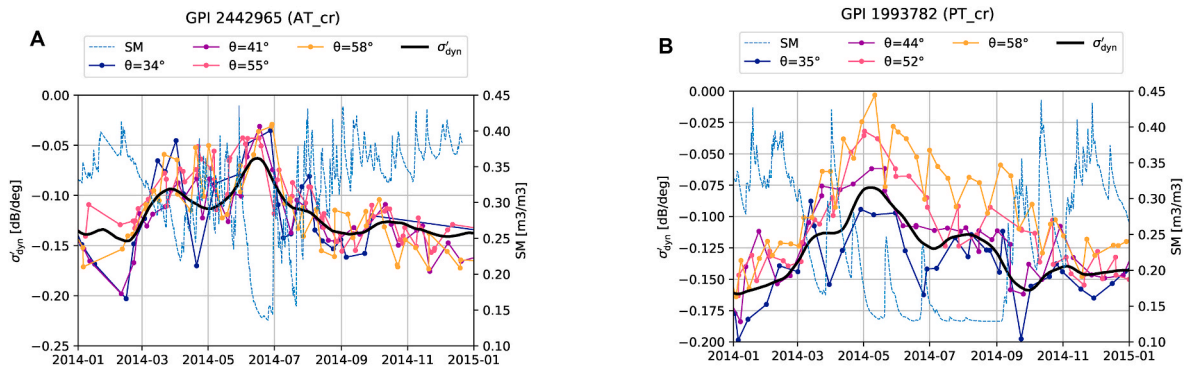 A
GPI 2442965 (AT_cr)
SM
θ=34°
θ=41°
θ=55°
θ=58°
σ′dyn
σ′dyn [dB/deg]
0.00
−0.05
−0.10
−0.15
−0.20
−0.25
SM [m3/m3]
0.45
0.40
0.35
0.30
0.25
0.20
0.15
0.10
2014-01 2014-03 2014-05 2014-07 2014-09 2014-11 2015-01
B
GPI 1993782 (PT_cr)
SM
θ=35°
θ=44°
θ=52°
θ=58°
σ′dyn
σ′dyn [dB/deg]
0.000
−0.025
−0.050
−0.075
−0.100
−0.125
−0.150
−0.175
−0.200
SM [m3/m3]
0.45
0.40
0.35
0.30
0.25
0.20
0.15
0.10
2014-01 2014-03 2014-05 2014-07 2014-09 2014-11 2015-01